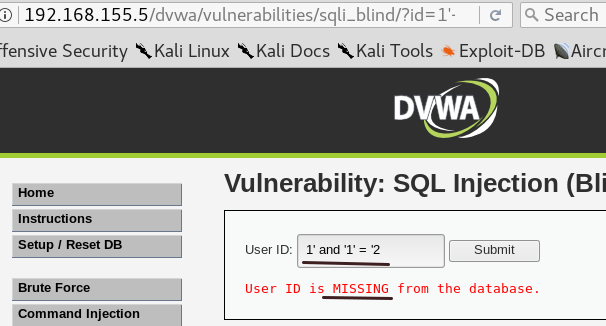 192.168.155.5/dvwa/vulnerabilities/sqli_blind/?id=1'- Search
ffensive Security Kali Linux Kali Docs Kali Tools Exploit-DB Aircr
DVWA
Vulnerability: SQL Injection (Bli
Home
Instructions
Setup / Reset DB
Brute Force
Command Injection
User ID: 1' and '1' = '2 Submit
User ID is MISSING from the database.